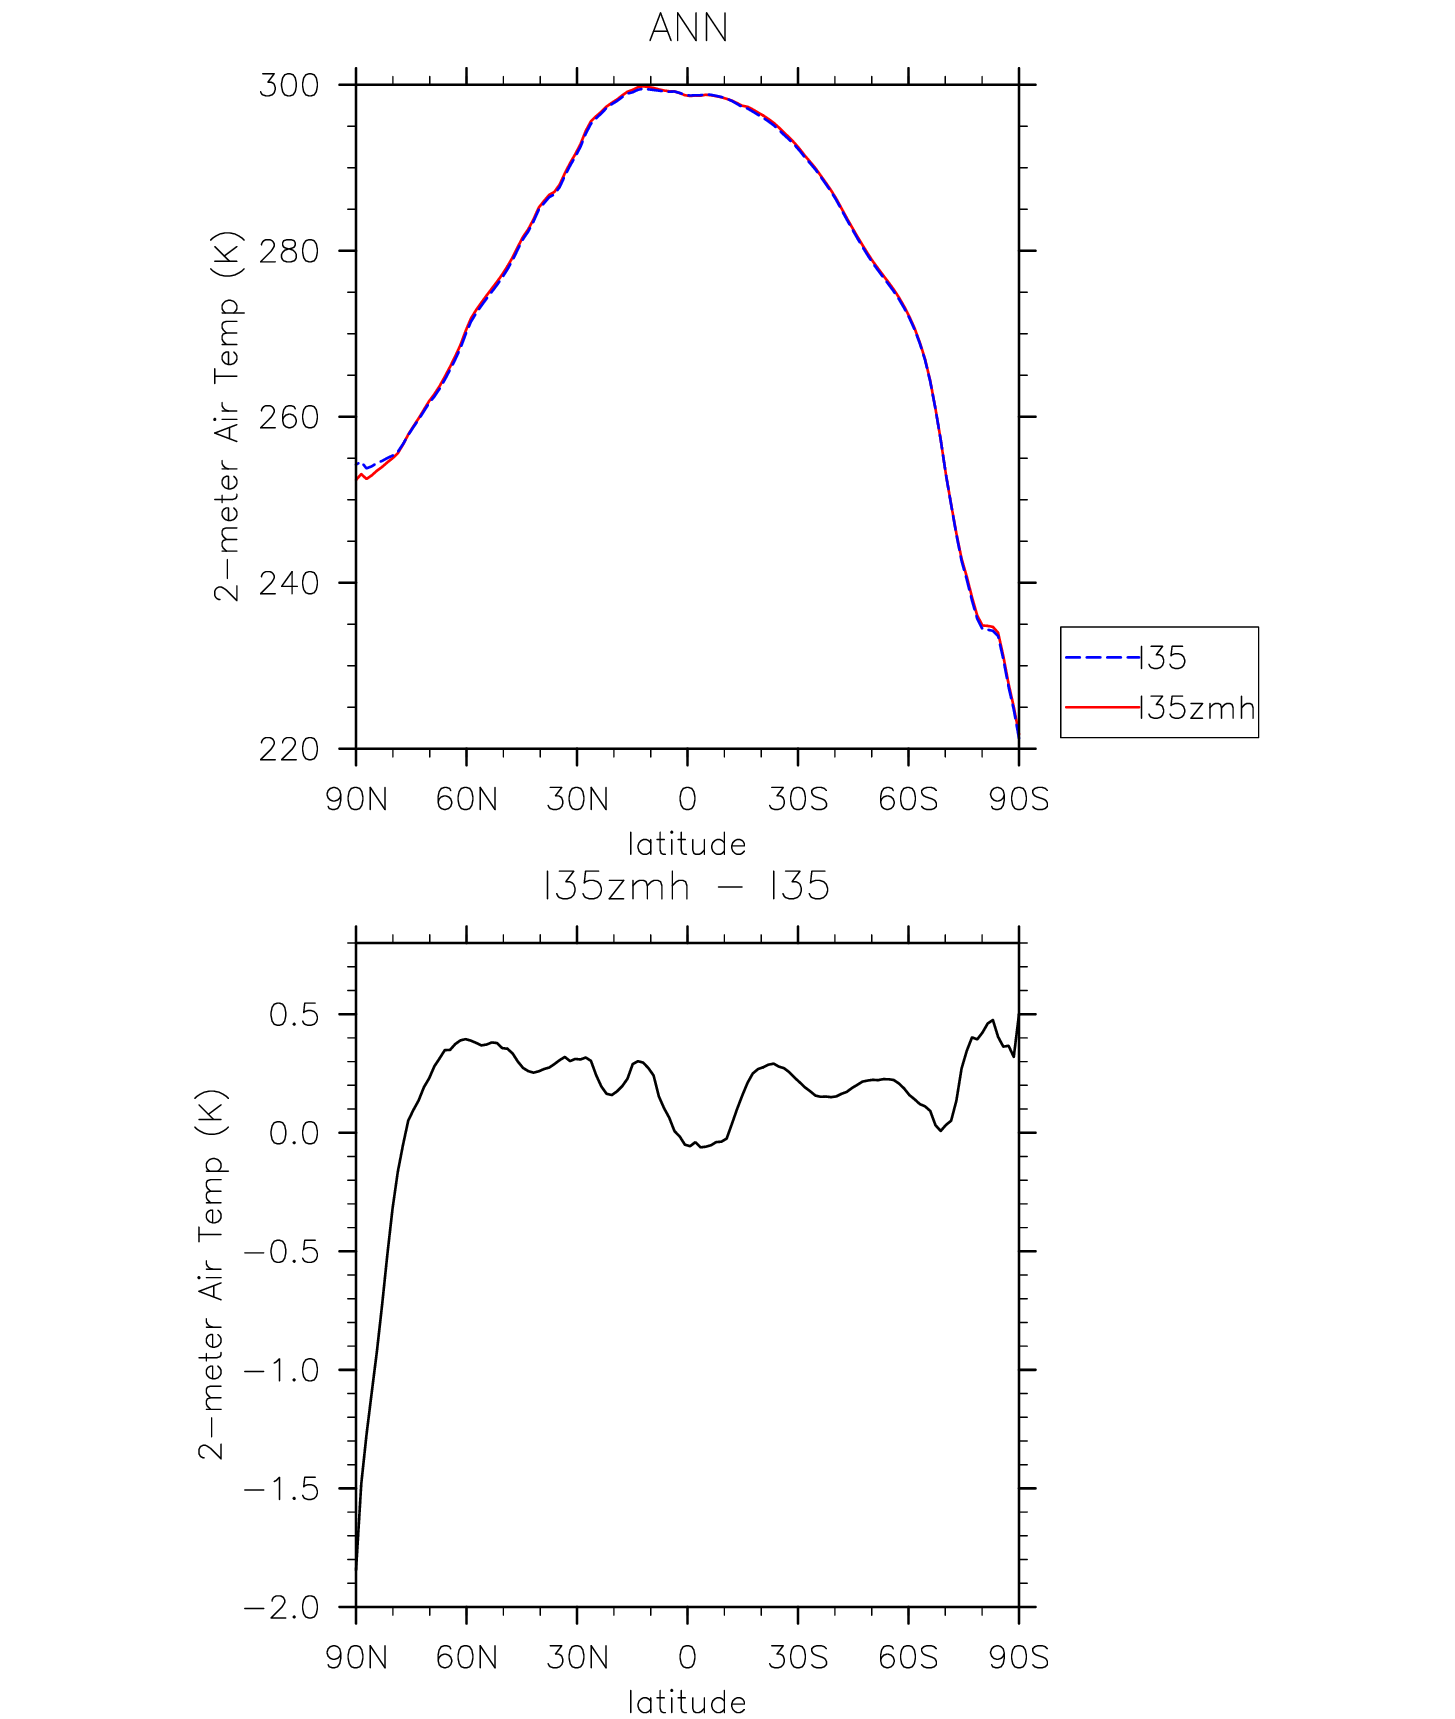 ANN
2-meter Air Temp (K)
300
280
260
240
220
90N 60N 30N 0 30S 60S 90S
latitude
I35
I35zmh
I35zmh - I35
2-meter Air Temp (K)
0.5
0.0
-0.5
-1.0
-1.5
-2.0
90N 60N 30N 0 30S 60S 90S
latitude